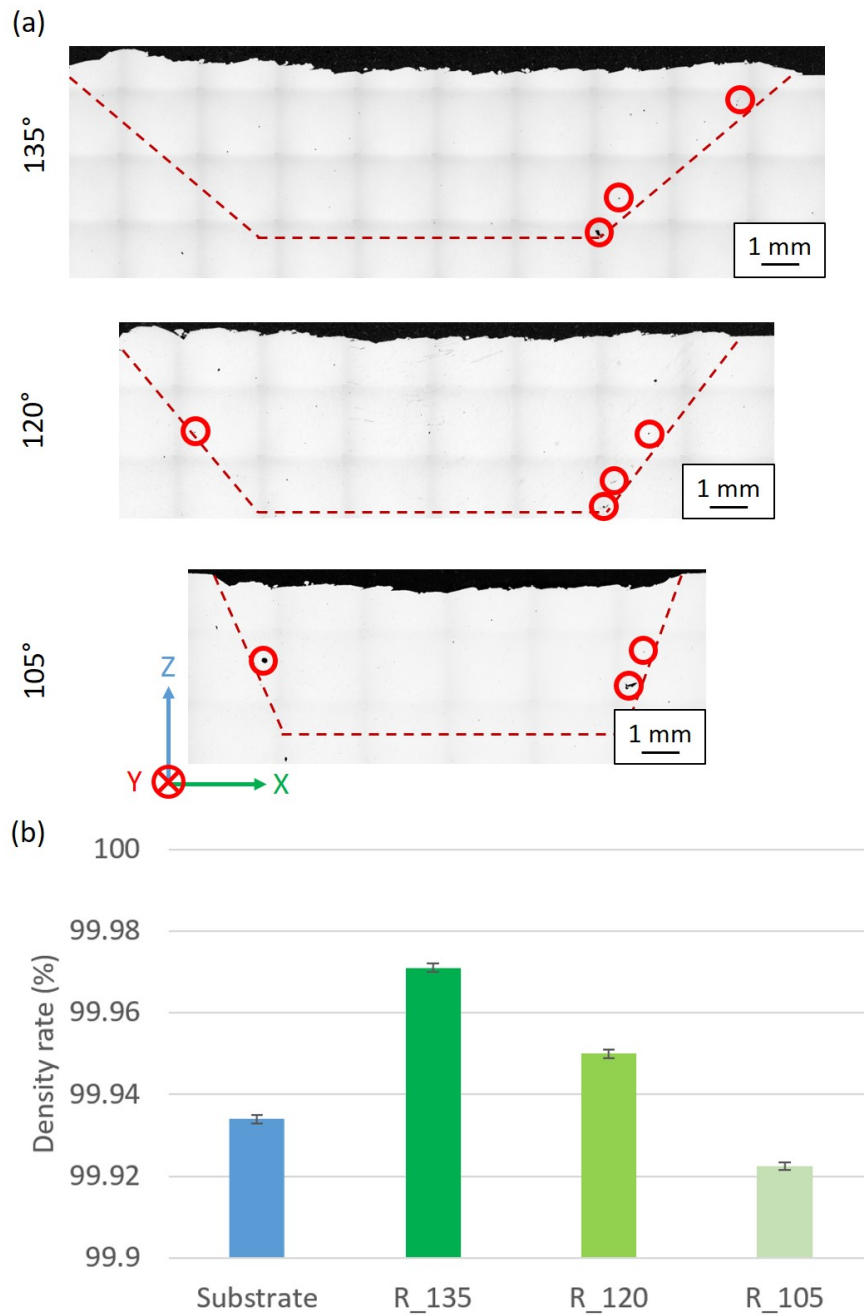 (a)
135°
1 mm
120°
1 mm
105°
1 mm
Z
Y
X
(b)
100
99.98
99.96
99.94
99.92
99.9
Density rate (%)
Substrate R_135 R_120 R_105